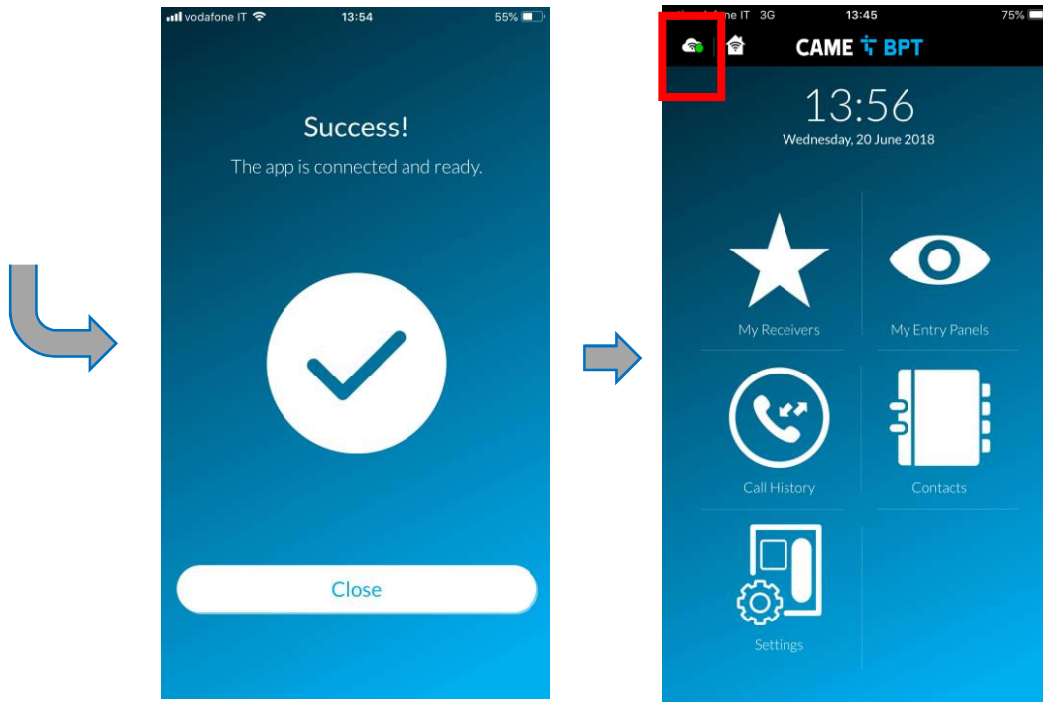 vodafone IT 13:54 55%
Success!
The app is connected and ready.
Close
IT 3G 13:45 75%
CAME BPT
13:56
Wednesday, 20 June 2018
My Receivers My Entry Panels
Call History Contacts
Settings